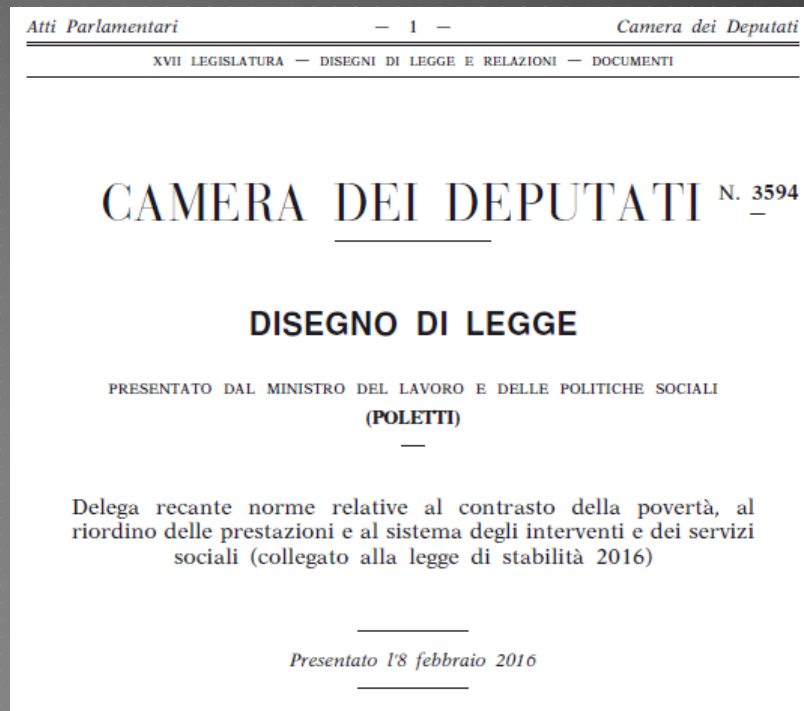 Atti Parlamentari — 1 — Camera dei Deputati
XVII LEGISLATURA — DISEGNI DI LEGGE E RELAZIONI — DOCUMENTI
CAMERA DEI DEPUTATI N. 3594
DISEGNO DI LEGGE
PRESENTATO DAL MINISTRO DEL LAVORO E DELLE POLITICHE SOCIALI
(POLETTI)
Delega recante norme relative al contrasto della povertà, al
riordino delle prestazioni e al sistema degli interventi e dei servizi
sociali (collegato alla legge di stabilità 2016)
Presentato l'8 febbraio 2016